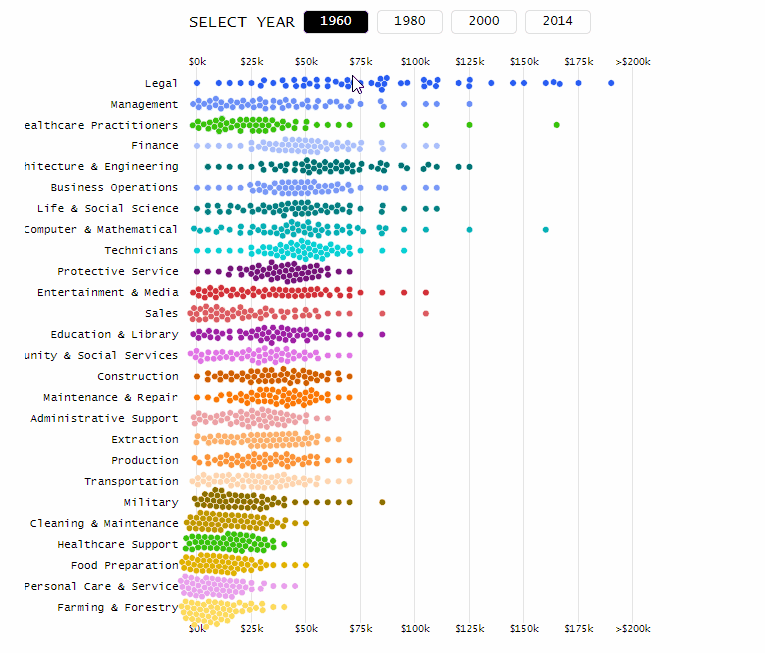 SELECT YEAR 1960 1980 2000 2014
$0k $25k $50k $75k $100k $125k $150k $175k >$200k
Legal
Management
ealthcare Practitioners
Finance
hitecture & Engineering
Business Operations
Life & Social Science
Computer & Mathematical
Technicians
Protective Service
Entertainment & Media
Sales
Education & Library
unity & Social Services
Construction
Maintenance & Repair
Administrative Support
Extraction
Production
Transportation
Military
Cleaning & Maintenance
Healthcare Support
Food Preparation
Personal Care & Service
Farming & Forestry
$0k $25k $50k $75k $100k $125k $150k $175k >$200k